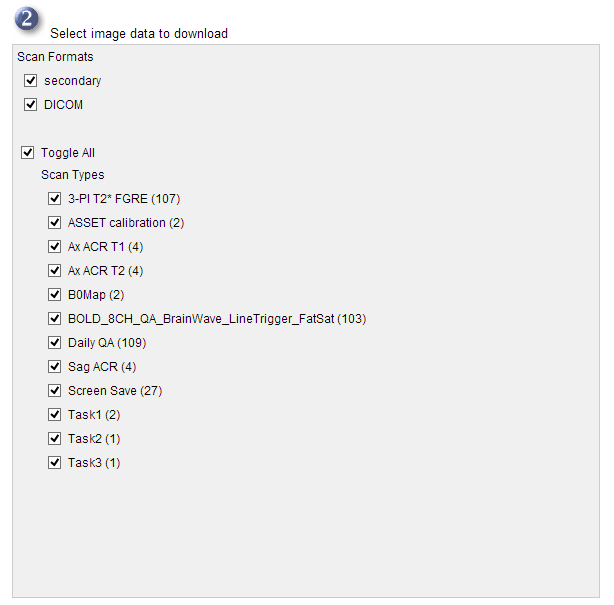 2
Select image data to download
Scan Formats
secondary
DICOM
Toggle All
Scan Types
3-Pl T2* FGRE (107)
ASSET calibration (2)
Ax ACR T1 (4)
Ax ACR T2 (4)
B0Map (2)
BOLD_8CH_QA_BrainWave_LineTrigger_FatSat (103)
Daily QA (109)
Sag ACR (4)
Screen Save (27)
Task1 (2)
Task2 (1)
Task3 (1)